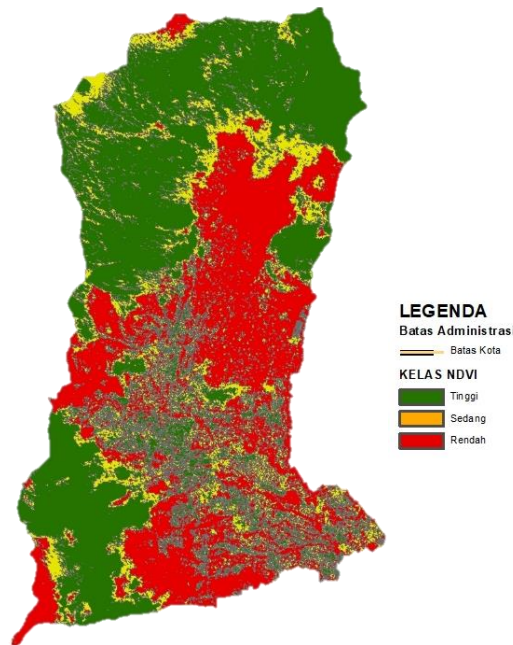 LEGENDA
Batas Administrasi
Batas Kota
KELAS NDVI
Tinggi
Sedang
Rendah